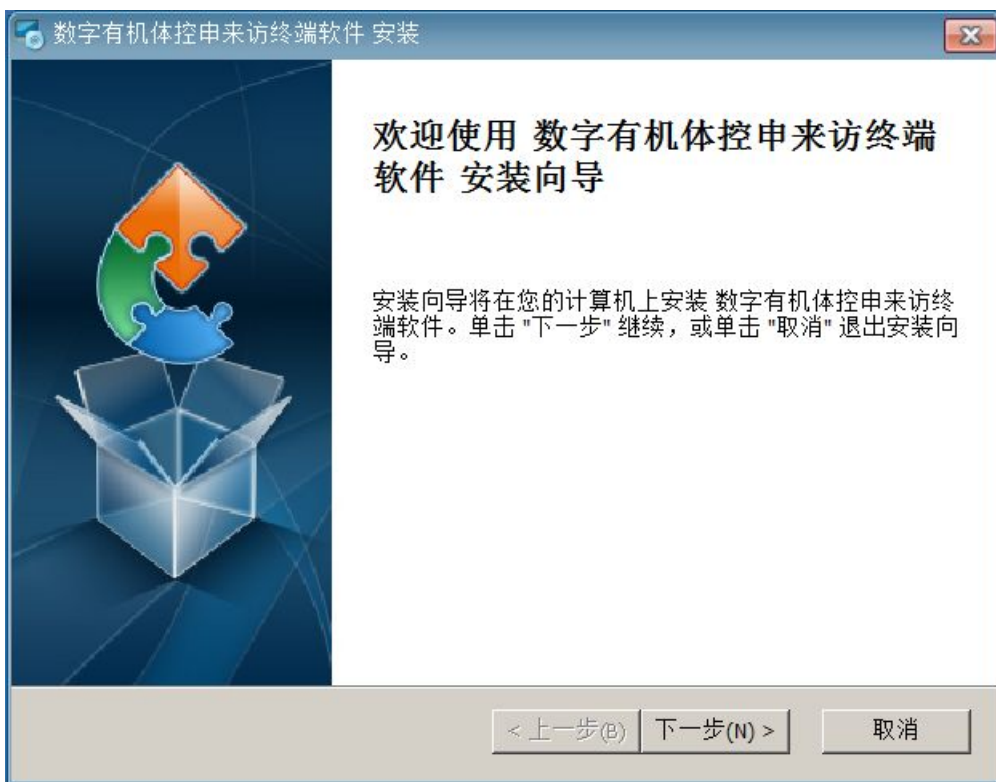 数字有机体控申来访终端软件 安装
欢迎使用 数字有机体控申来访终端
软件 安装向导
安装向导将在您的计算机上安装 数字有机体控申来访终
端软件。单击 "下一步" 继续，或单击 "取消" 退出安装向
导。
< 上一步(B)
下一步(N) >
取消